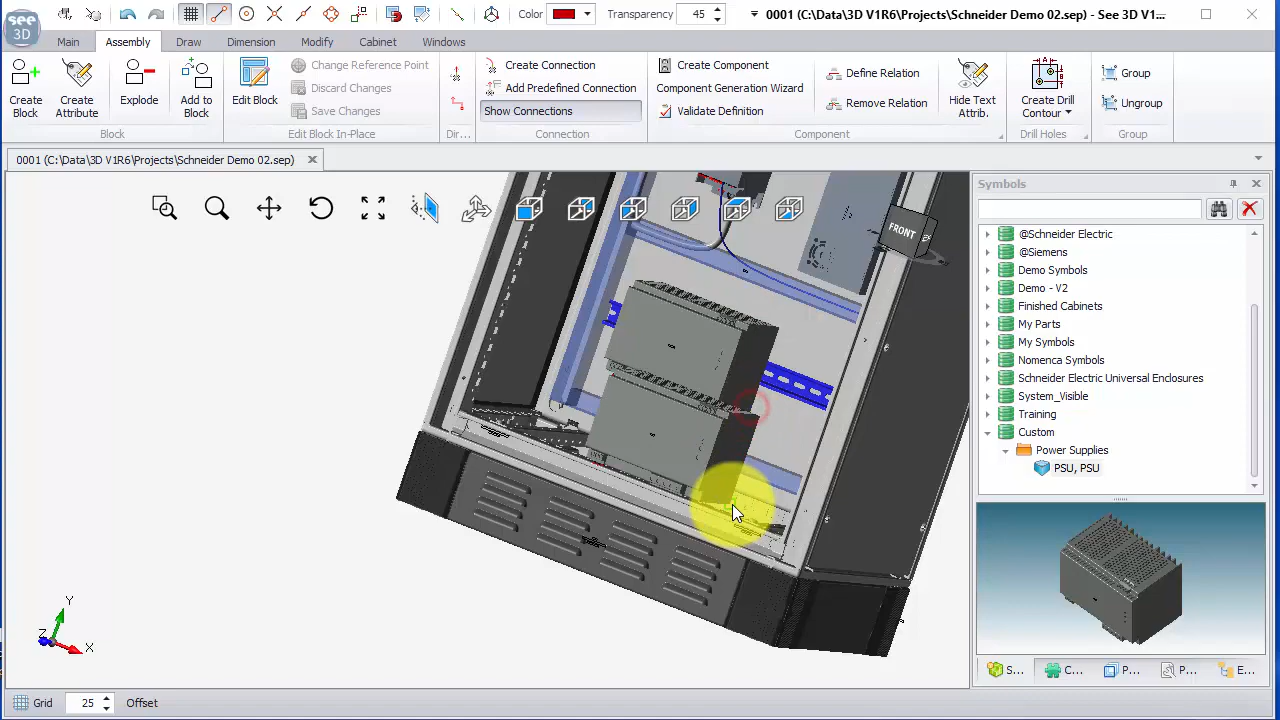 see
3D
Color
Transparency
45
0001 (C:\Data\3D V1R6\Projects\Schneider Demo 02.sep) - See 3D V1...
Main
Assembly
Draw
Dimension
Modify
Cabinet
Windows
Create
Block
Create
Attribute
Explode
Add to
Block
Block
Edit Block
Change Reference Point
Discard Changes
Save Changes
Edit Block In-Place
Dir...
Create Connection
Add Predefined Connection
Show Connections
Connection
Create Component
Component Generation Wizard
Validate Definition
Define Relation
Remove Relation
Hide Text
Attrib.
Component
Create Drill
Contour
Drill Holes
Group
Ungroup
Group
0001 (C:\Data\3D V1R6\Projects\Schneider Demo 02.sep)
FRONT
Symbols
@Schneider Electric
@Siemens
Demo Symbols
Demo - V2
Finished Cabinets
My Parts
My Symbols
Nomenca Symbols
Schneider Electric Universal Enclosures
System_Visible
Training
Custom
Power Supplies
PSU, PSU
Y
Z
X
S...
C...
P...
P...
E...
Grid
25
Offset